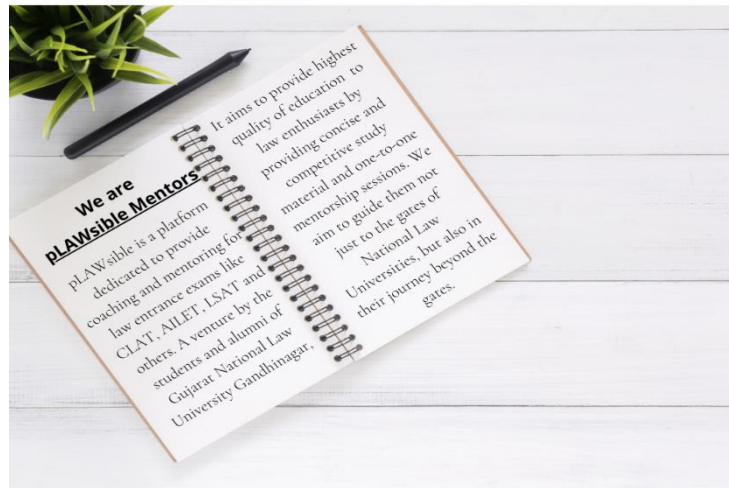 We are
pLAWsible Mentors
pLAWsible is a platform
dedicated to provide
coaching and mentoring for
law entrance exams like
CLAT, AILET, LSAT and
others. A venture by the
students and alumni of
Gujarat National Law
University Gandhinagar,
It aims to provide highest
quality of education to
law enthusiasts by
providing concise and
competitive study
material and one-to-one
mentorship sessions. We
aim to guide them not
just to the gates of
National Law
Universities, but also in
their journey beyond the
gates.